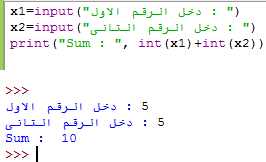 x1=input("دخل الرقم الاول : ")
x2=input("دخل الرقم التانى : ")
print("Sum : ", int(x1)+int(x2))
>>>
دخل الرقم الاول : 5
دخل الرقم التانى : 5
Sum :  10
>>>